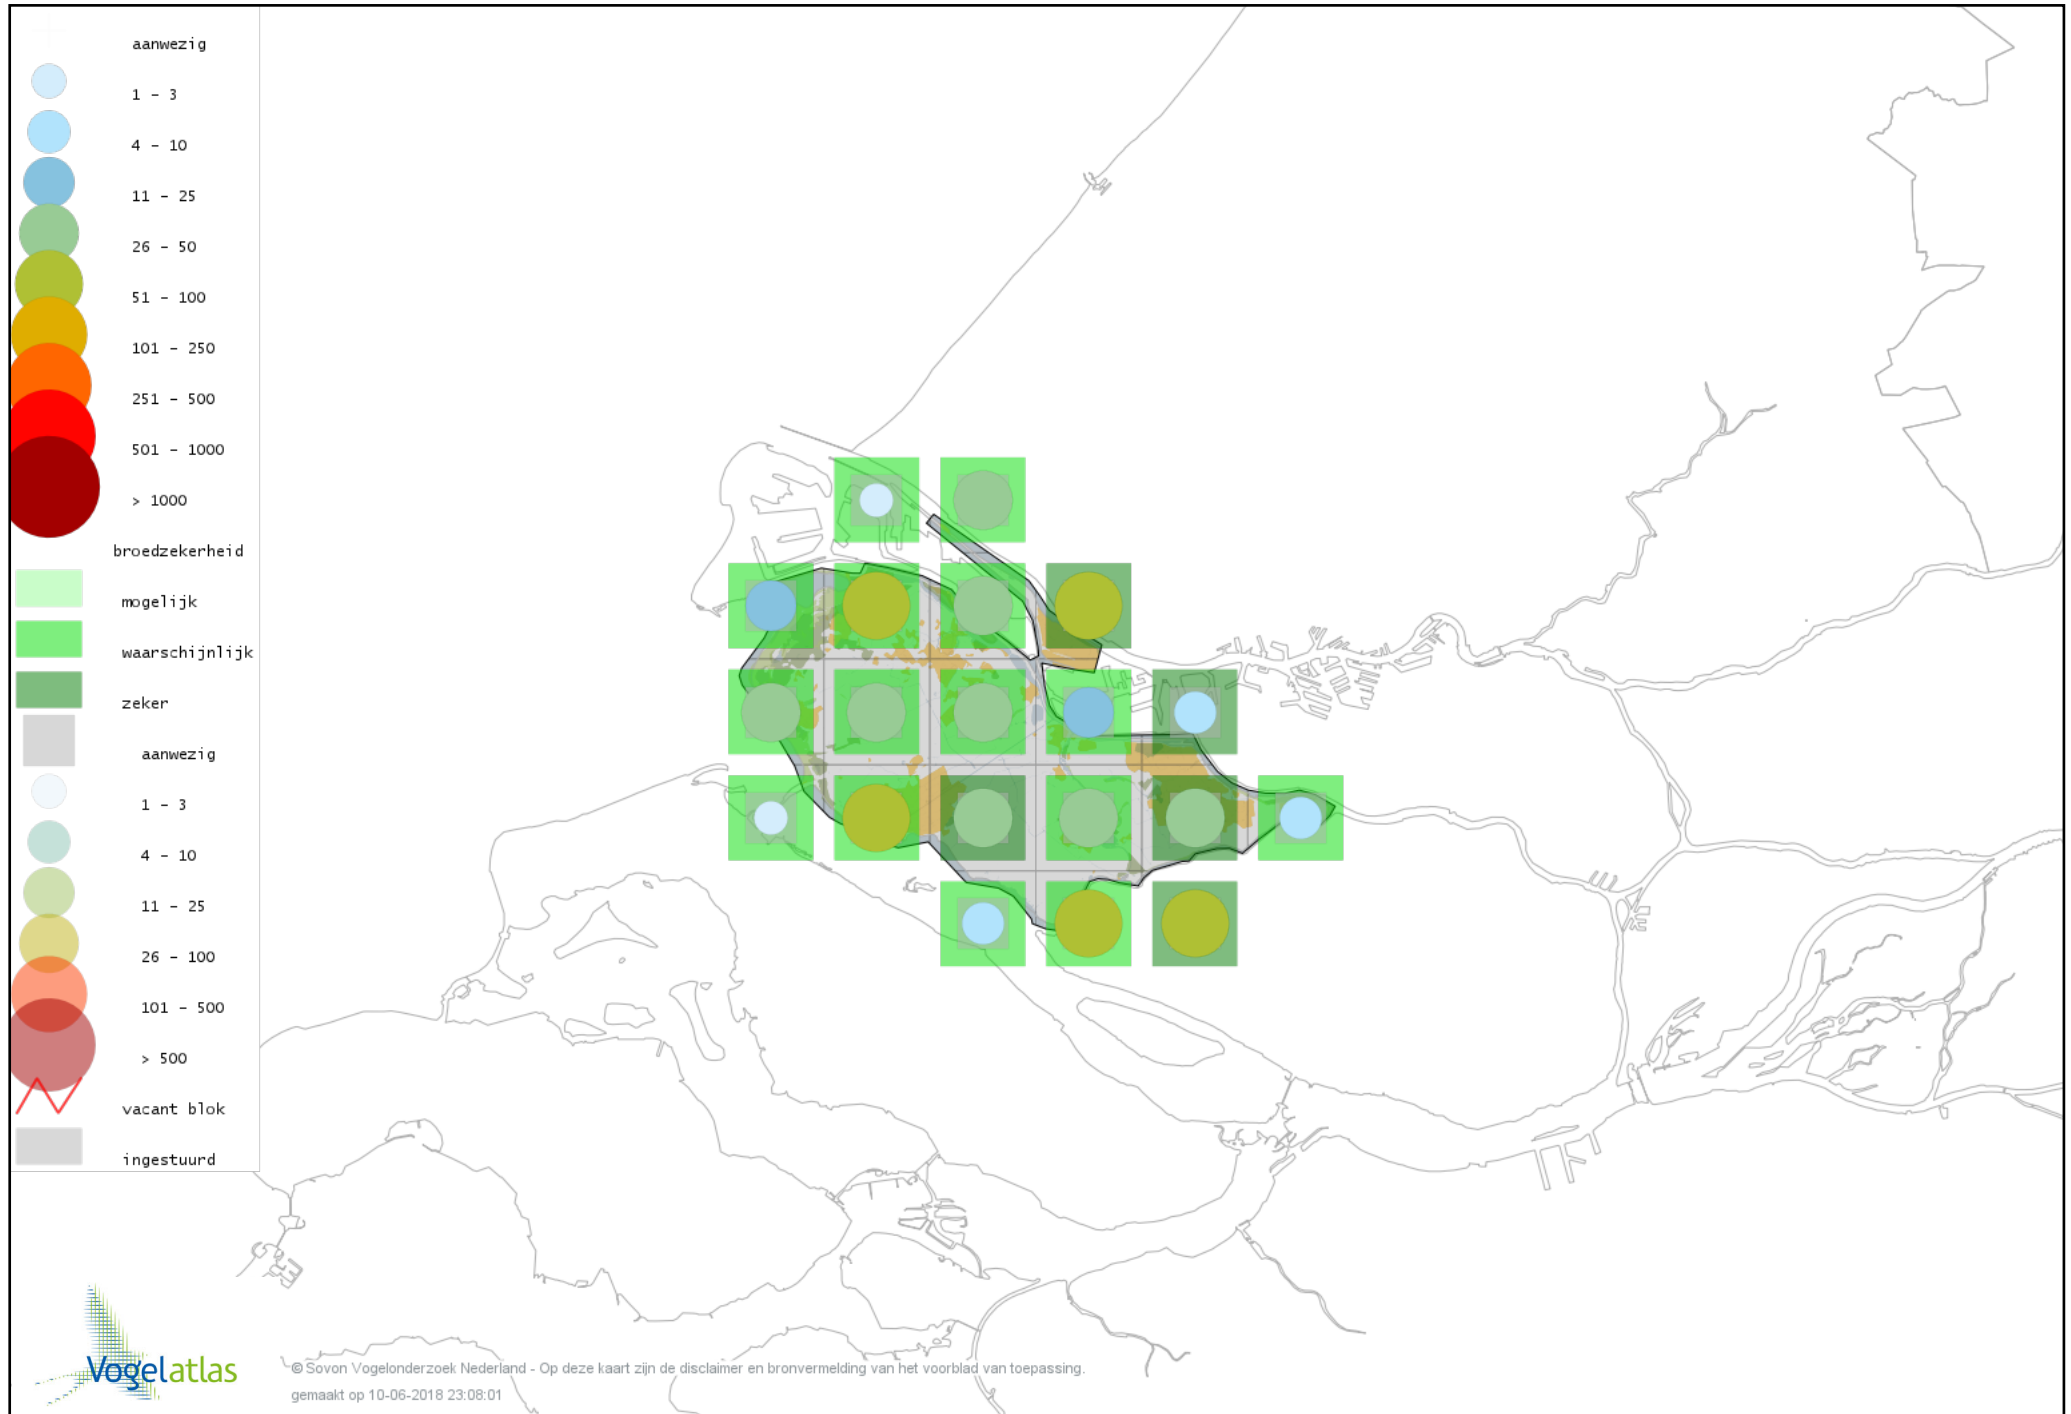 aanwezig
1 - 3
4 - 10
11 - 25
26 - 50
51 - 100
101 - 250
251 - 500
501 - 1000
> 1000
broedzekerheid
mogelijk
waarschijnlijk
zeker
aanwezig
1 - 3
4 - 10
11 - 25
26 - 100
101 - 500
> 500
vacant blok
ingestuurd
Vogelatlas
© Sovon Vogelonderzoek Nederland - Op deze kaart zijn de disclaimer en bronvermelding van het voorblad van toepassing.
gemaakt op 10-06-2018 23:08:01